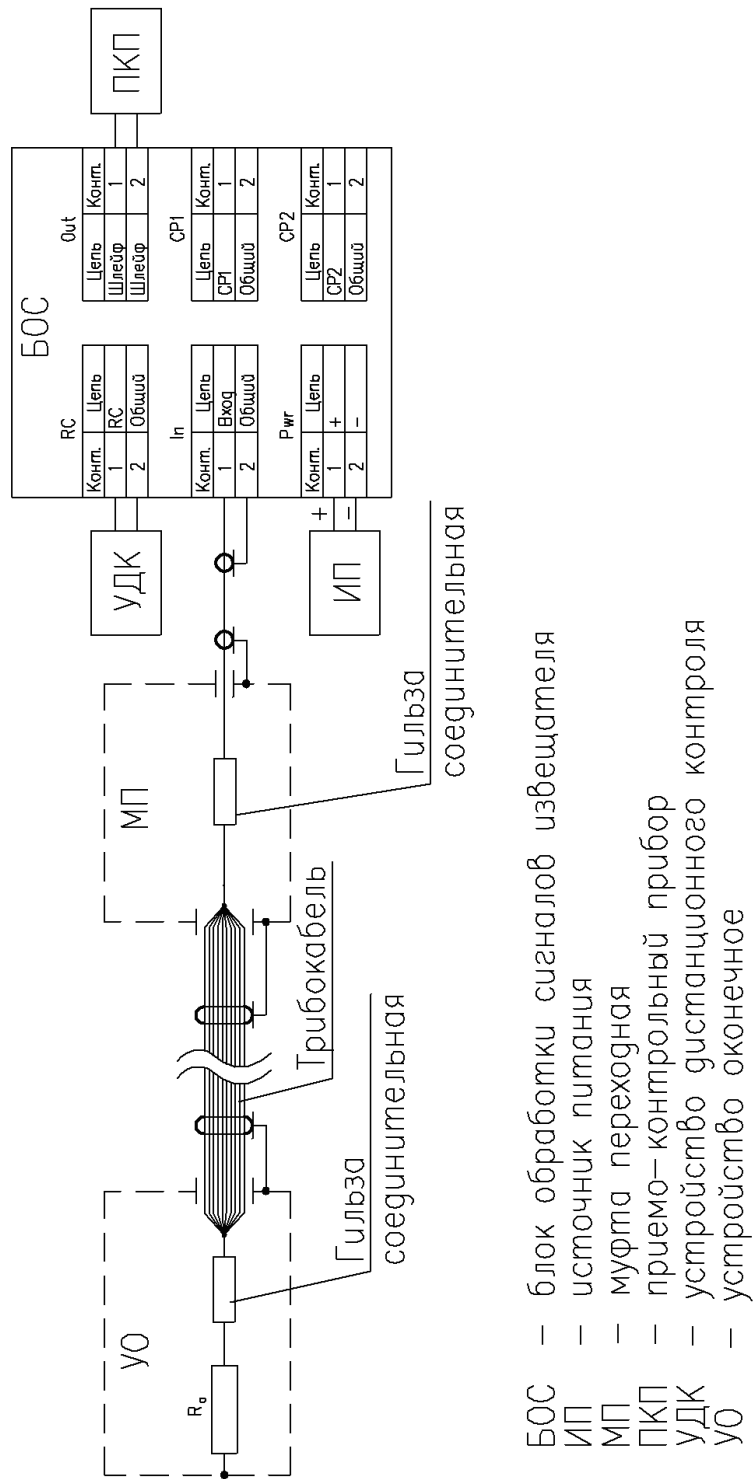 БОС
RC
Конт. Цепь
1 RC
2 Общий
Out
Цепь Конт.
Шлейф 1
Шлейф 2
In
Конт. Цепь
1 Вход
2 Общий
CP1
Цепь Конт.
CP1 1
Общий 2
Pwr
Конт. Цепь
1 +
2 −
CP2
Цепь Конт.
CP2 1
Общий 2
ПКП
УДК
ИП
+
−
МП
УО
Rо
Гильза
соединительная
Трибокабель
Гильза
соединительная
БОС – блок обработки сигналов извещателя
ИП – источник питания
МП – муфта переходная
ПКП – приемо-контрольный прибор
УДК – устройство дистанционного контроля
УО – устройство оконечное